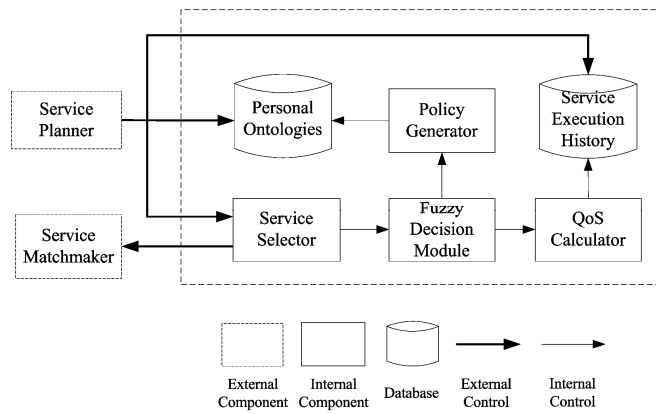 Service
Planner
Personal
Ontologies
Policy
Generator
Service
Execution
History
Service
Matchmaker
Service
Selector
Fuzzy
Decision
Module
QoS
Calculator
External
Component
Internal
Component
Database
External
Control
Internal
Control